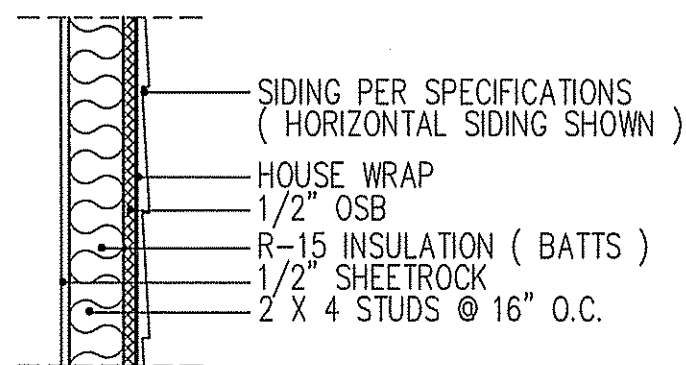 SIDING PER SPECIFICATIONS
( HORIZONTAL SIDING SHOWN )
HOUSE WRAP
1/2" OSB
R-15 INSULATION ( BATTS )
1/2" SHEETROCK
2 X 4 STUDS @ 16" O.C.